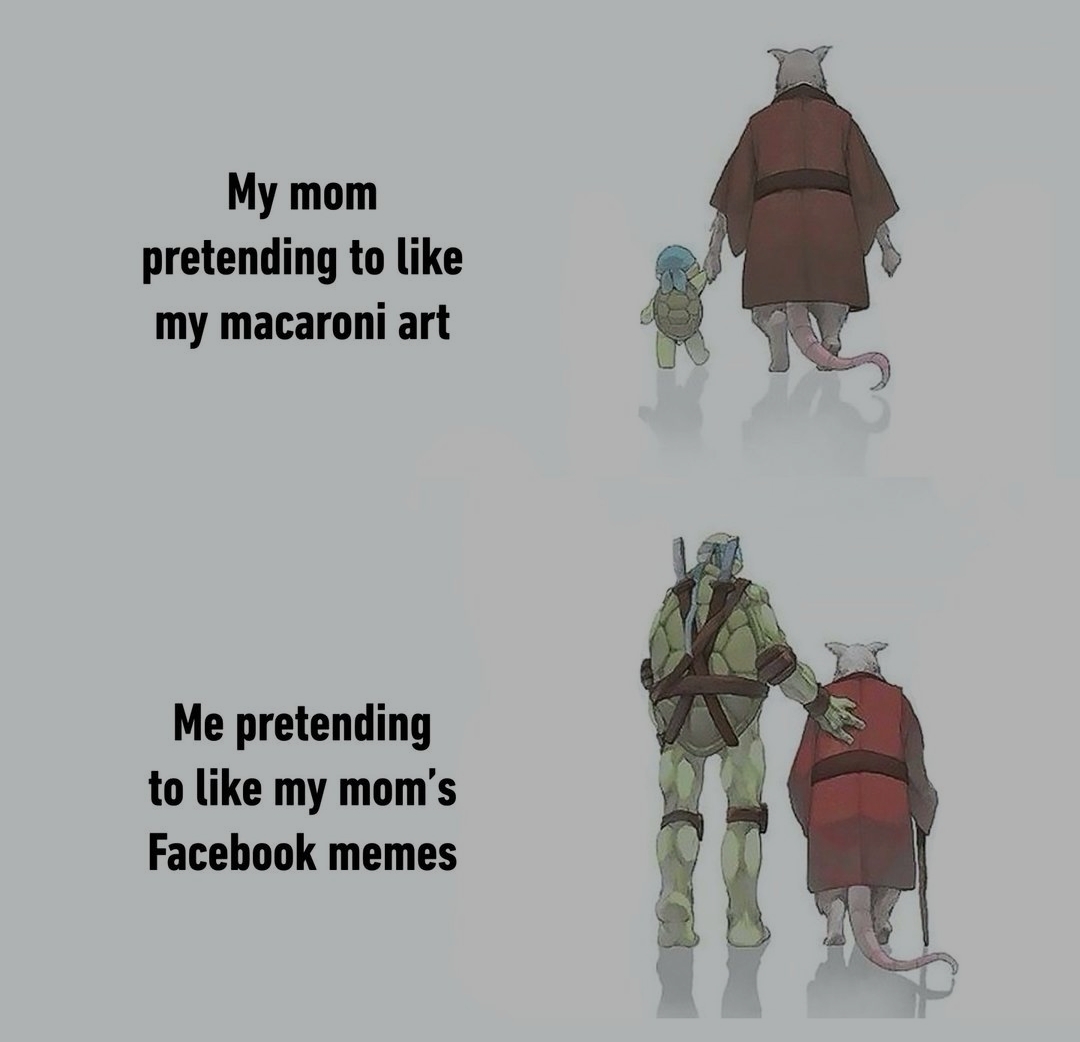 My mom
pretending to like
my macaroni art
Me pretending
to like my mom’s
Facebook memes